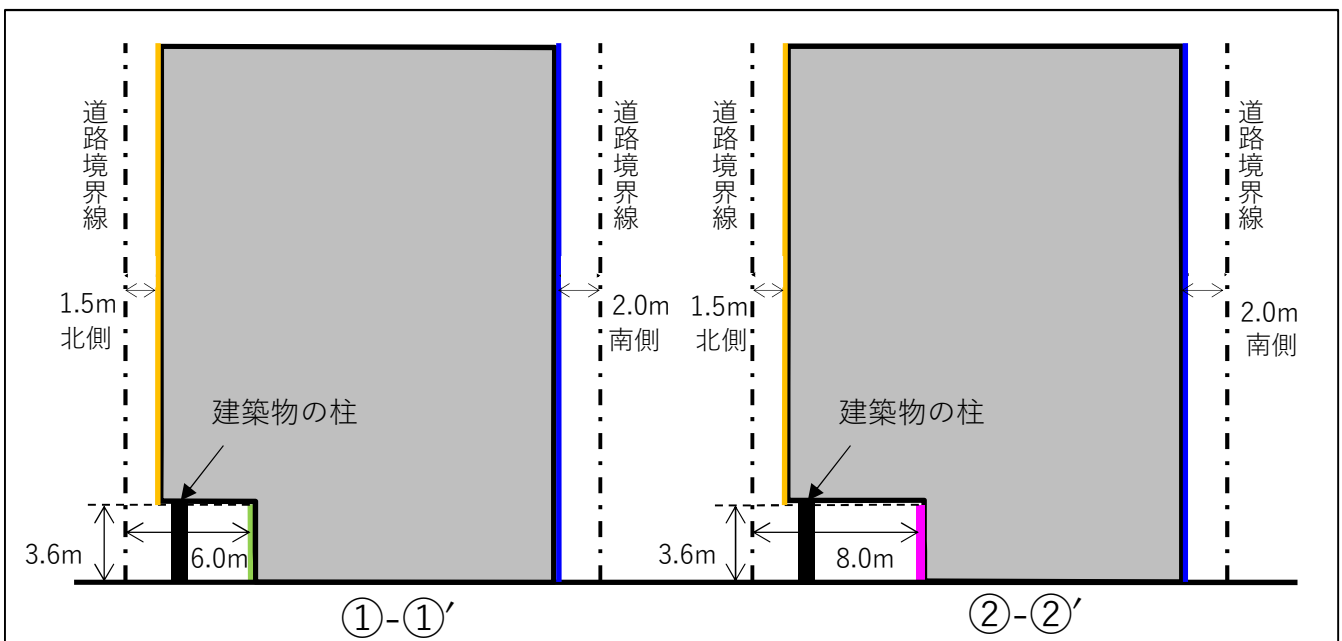 道路境界線
1.5m
北側
建築物の柱
3.6m
6.0m
道路境界線
2.0m
南側
①-①′
道路境界線
1.5m
北側
建築物の柱
3.6m
8.0m
道路境界線
2.0m
南側
②-②′